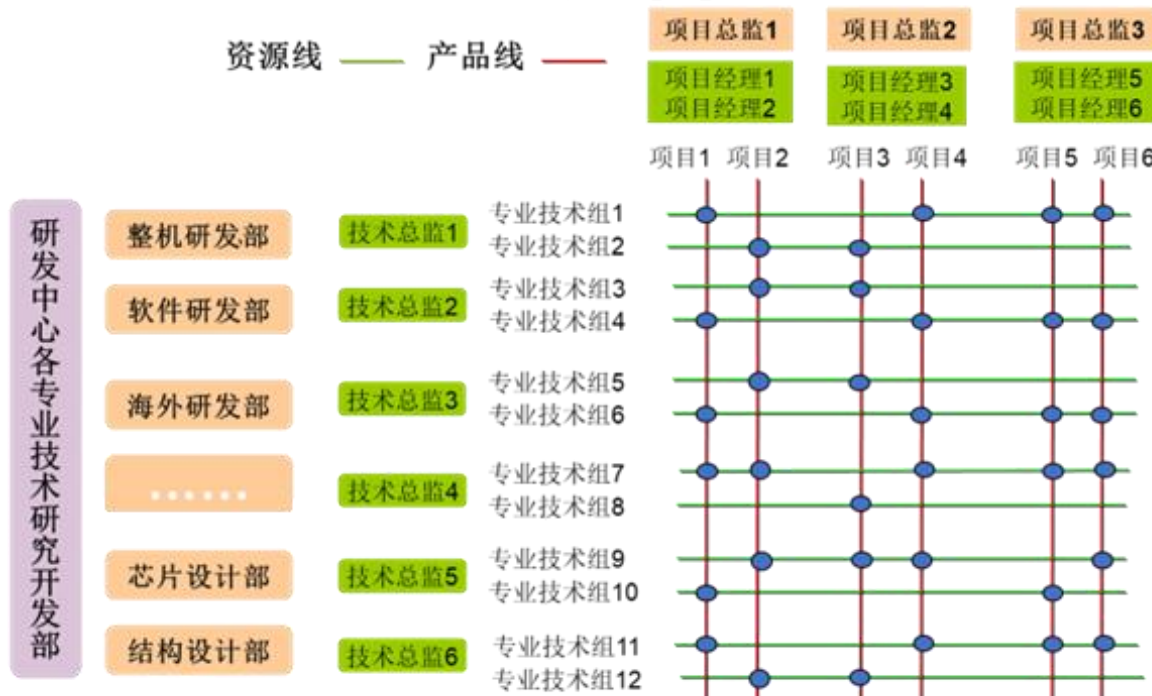 资源线
产品线
项目总监1
项目总监2
项目总监3
项目经理1
项目经理2
项目经理3
项目经理4
项目经理5
项目经理6
项目1
项目2
项目3
项目4
项目5
项目6
研发中心各专业技术研究开发部
整机研发部
技术总监1
专业技术组1
专业技术组2
软件研发部
技术总监2
专业技术组3
专业技术组4
海外研发部
技术总监3
专业技术组5
专业技术组6
......
技术总监4
专业技术组7
专业技术组8
芯片设计部
技术总监5
专业技术组9
专业技术组10
结构设计部
技术总监6
专业技术组11
专业技术组12